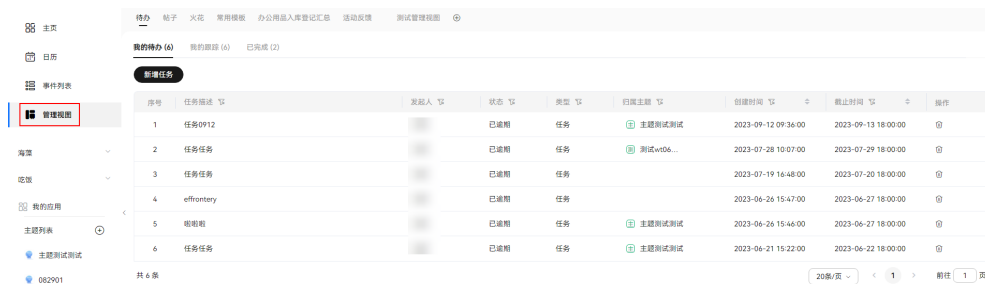 主页
日历
事件列表
管理视图
海藻
吃饭
我的应用
主题列表
主题测试测试
082901
待办 帖子 火花 常用模板 办公用品入库登记汇总 活动反馈 测试管理视图
我的待办 (6) 我的跟踪 (6) 已完成 (2)
新增任务
序号 任务描述 发起人 状态 类型 归属主题 创建时间 截止时间 操作
1 任务0912 已逾期 任务 主 主题测试测试 2023-09-12 09:36:00 2023-09-13 18:00:00
2 任务任务 已逾期 任务 测 测试wt06... 2023-07-28 10:07:00 2023-07-29 18:00:00
3 任务任务 已逾期 任务 2023-07-19 16:48:00 2023-07-20 18:00:00
4 effrontery 已逾期 任务 2023-06-26 15:47:00 2023-06-27 18:00:00
5 啦啦啦 已逾期 任务 主 主题测试测试 2023-06-26 15:46:00 2023-06-27 18:00:00
6 任务任务 已逾期 任务 主 主题测试测试 2023-06-21 15:22:00 2023-06-22 18:00:00
共 6 条 20条/页 1 前往 1 页